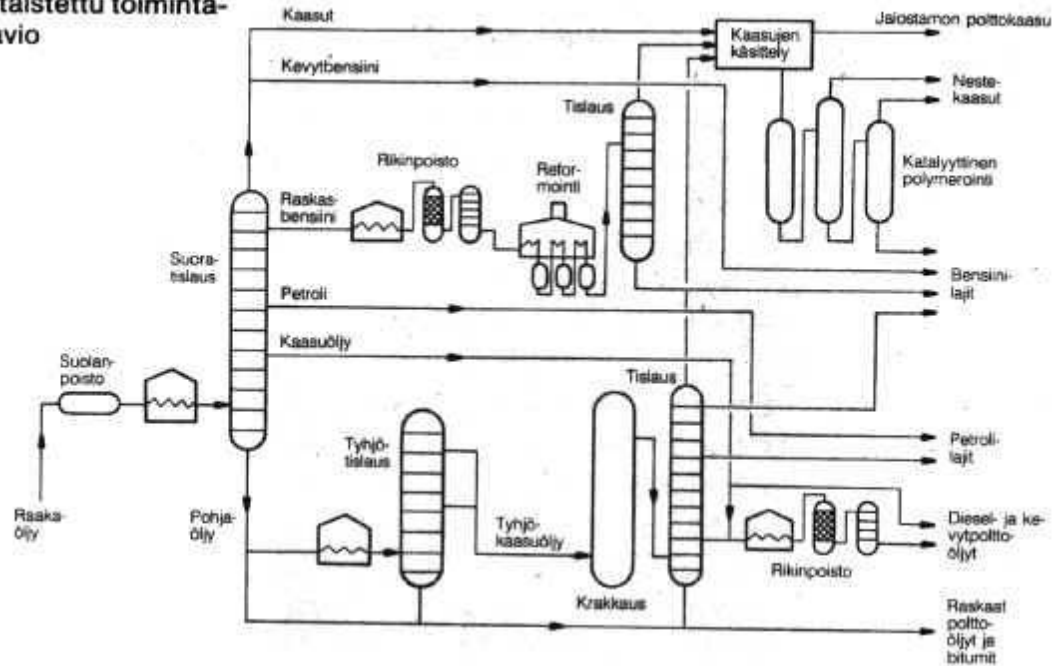 taistettu toiminta-
avio
Kaasut
Jalostamon polttokaasu
Kaasujen
käsittely
Kevytbensiini
Neste-
kaasut
Tislaus
Rikinpoisto
Refor-
mointi
Katalyyttinen
polymerointi
Raskas-
bensiini
Suora-
tislaus
Bensiini-
lajit
Petroli
Kaasuöljy
Suolan-
poisto
Tislaus
Tyhjö-
tislaus
Petroli-
lajit
Raaka-
öljy
Pohja-
öljy
Tyhjö-
kaasuöljy
Diesel- ja ke-
vytpoltto-
öljyt
Rikinpoisto
Krakkaus
Raskaat
poltto-
öljyt ja
bitumit